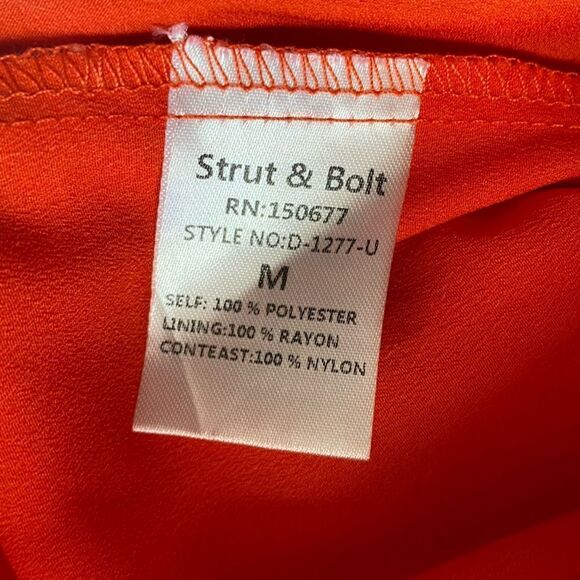 Strut & Bolt
RN:150677
STYLE NO:D-1277-U
M
SELF: 100 % POLYESTER
LINING:100 % RAYON
CONTEAST:100 % NYLON